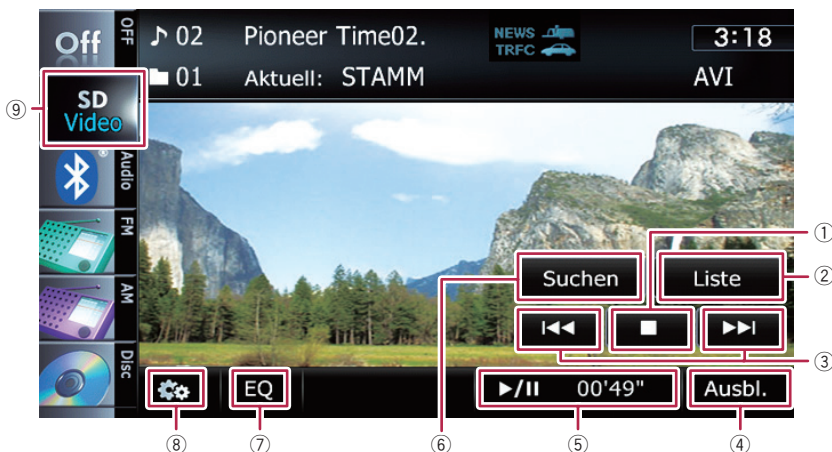 Off
OFF
♪ 02 Pioneer Time02.
NEWS
TRFC
3:18
01 Aktuell: STAMM
AVI
⑨
SD
Video
Audio
FM
AM
Disc
①
Suchen
Liste
②
③
EQ
►/II 00'49"
Ausbl.
⑧
⑦
⑥
⑤
④